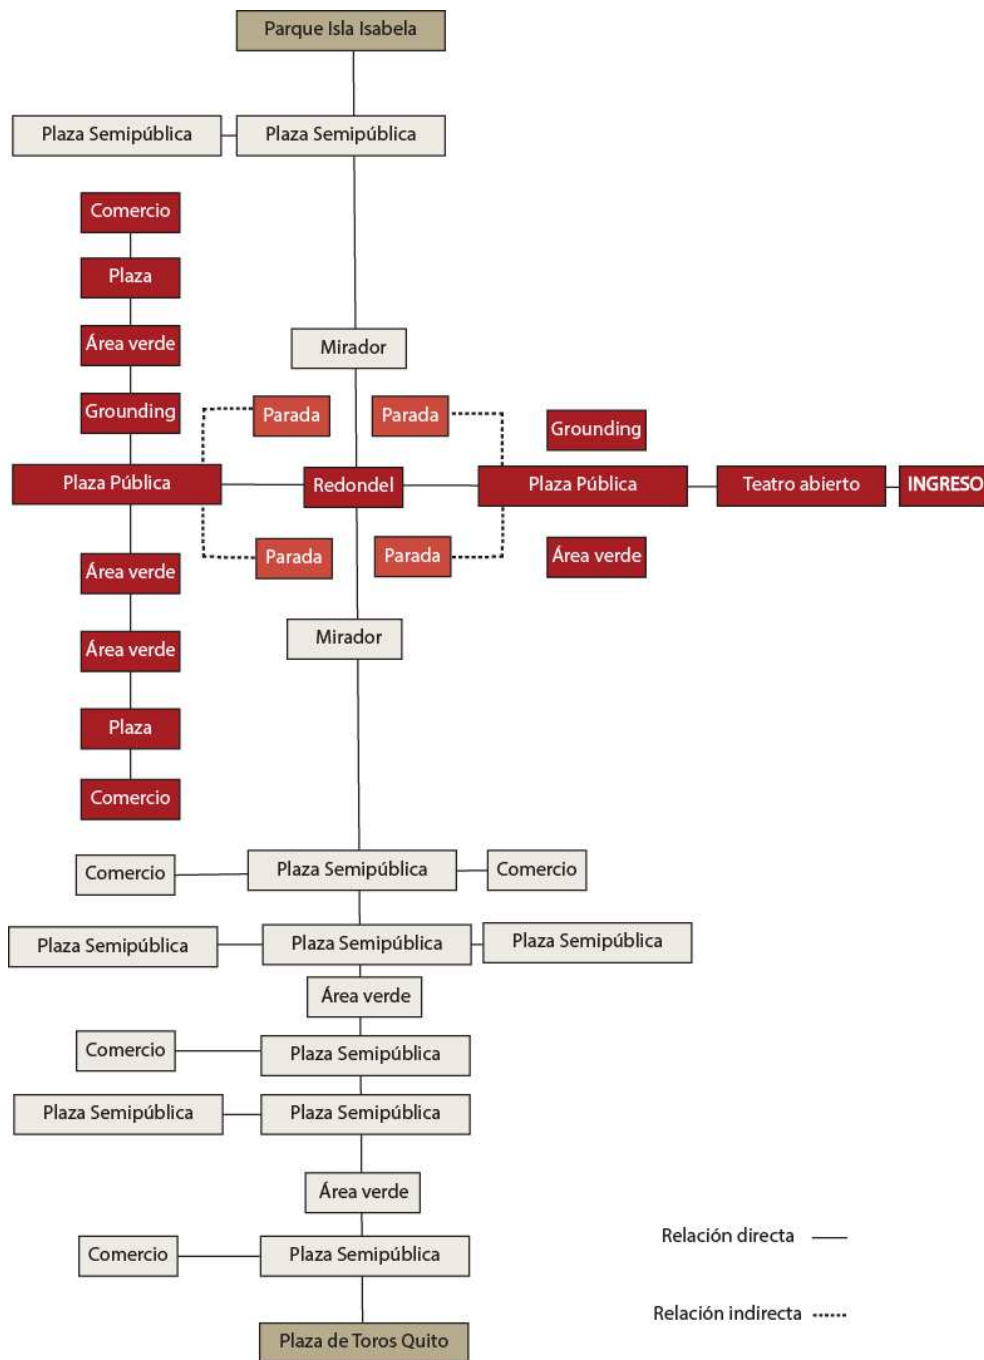 Parque Isla Isabela
Plaza Semipública
Plaza Semipública
Comercio
Plaza
Área verde
Mirador
Grounding
Parada
Parada
Grounding
Plaza Pública
Redondel
Plaza Pública
Teatro abierto
INGRESO
Área verde
Parada
Parada
Área verde
Área verde
Mirador
Plaza
Comercio
Comercio
Plaza Semipública
Comercio
Plaza Semipública
Plaza Semipública
Plaza Semipública
Área verde
Comercio
Plaza Semipública
Plaza Semipública
Plaza Semipública
Área verde
Comercio
Plaza Semipública
Relación directa
Relación indirecta
Plaza de Toros Quito